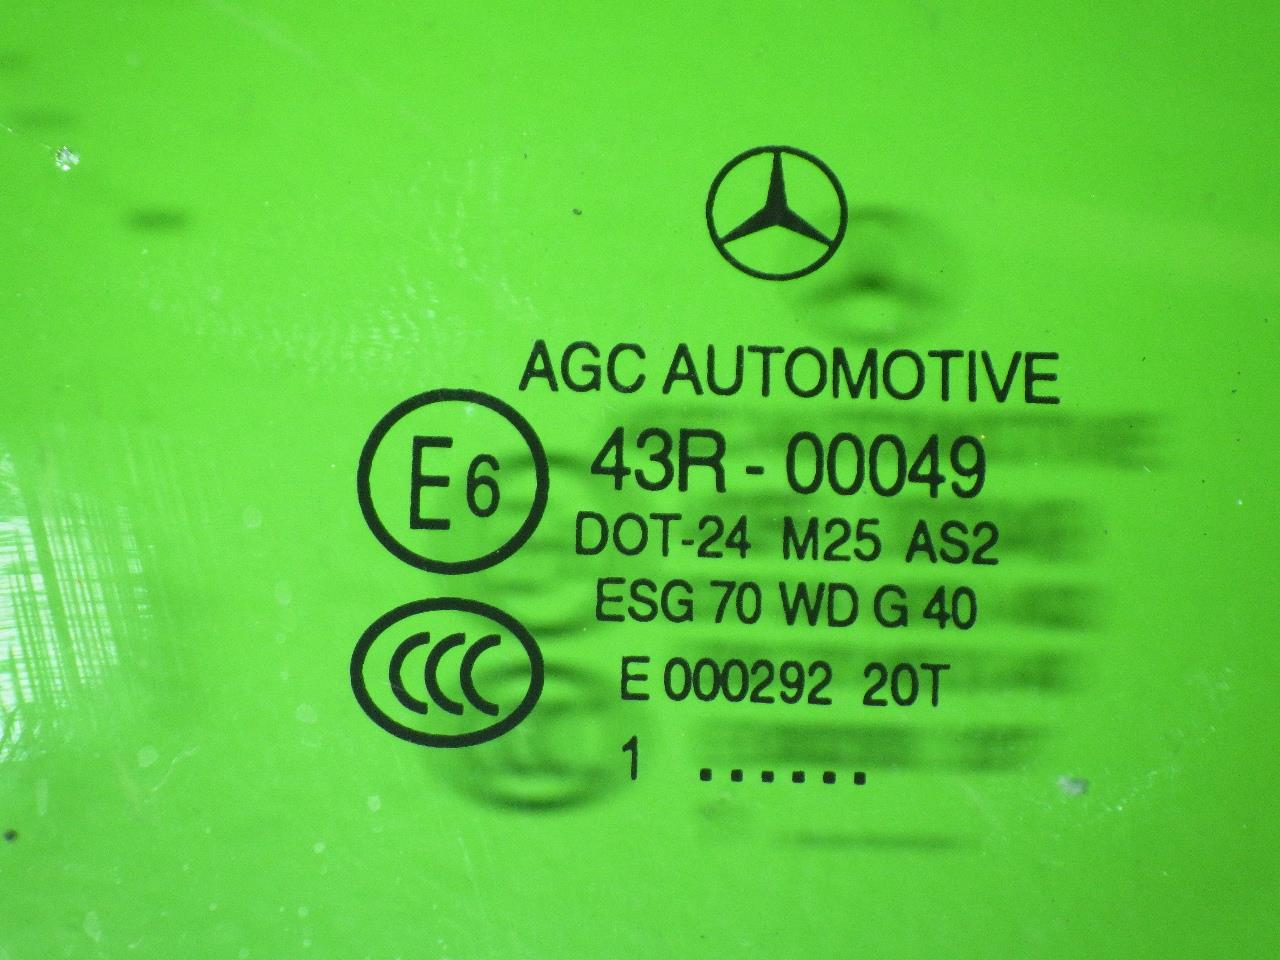 AGC AUTOMOTIVE
E6
43R - 00049
DOT-24 M25 AS2
ESG 70 WD G 40
CCC
E 000292 20T
1 ......